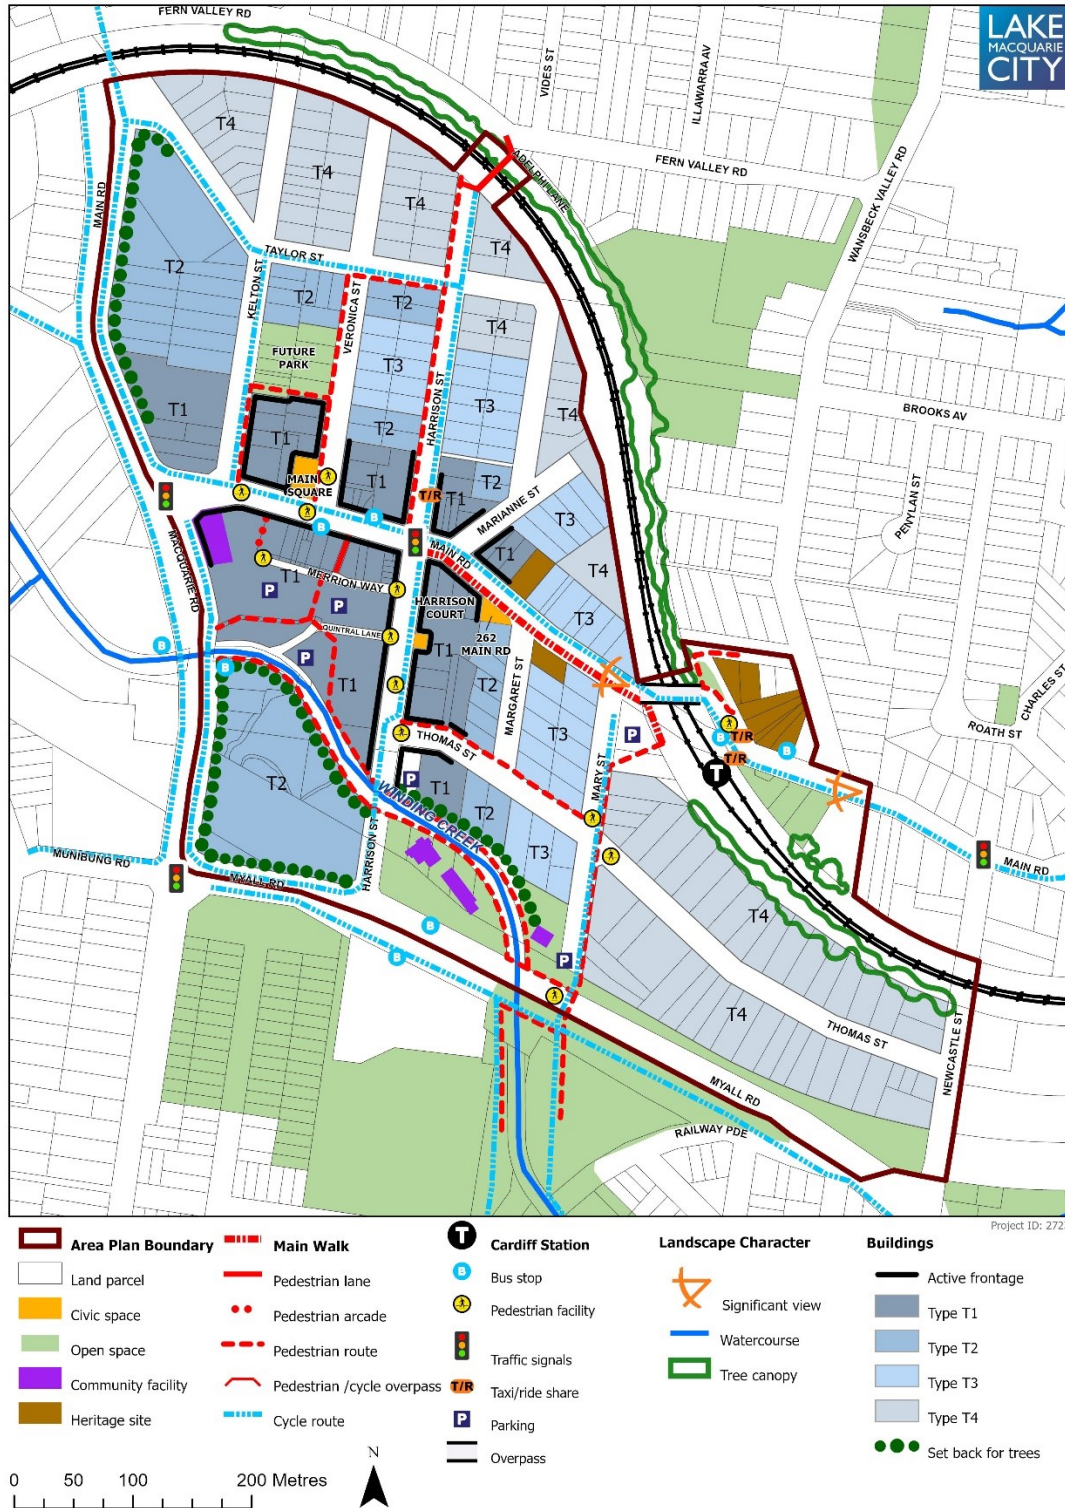 FERN VALLEY RD
LAKE
MACQUARIE
CITY
VIDES ST
ILLAWARRA AV
T4
T4
MAIN RD
ADELPHI LANE
FERN VALLEY RD
WANSBECK VALLEY RD
T4
T4
TAYLOR ST
T2
KELTON ST
T2
VERONICA ST
T2
T4
FUTURE
PARK
T3
HARRISON ST
T3
T4
BROOKS AV
T1
T1
T2
MAIN
SQUARE
T1
T/R
T1
T2
MARIANNE ST
T3
PENYLAN ST
B
B
MAIN RD
T1
T4
MACQUARIE RD
T1
MERRION WAY
P
P
HARRISON
COURT
T3
QUINTRAL LANE
T1
262
MAIN RD
B
P
T1
T2
MARGARET ST
CHARLES ST
B
ROATH ST
T3
P
T/R
B
B
T/R
THOMAS ST
MARY ST
T
T2
P
T1
T2
WINDING CREEK
T3
MUNIBUNG RD
MYALL RD
HARRISON ST
MAIN RD
T4
B
B
P
T4
THOMAS ST
NEWCASTLE ST
MYALL RD
RAILWAY PDE
Project ID: 272
Area Plan Boundary
Land parcel
Civic space
Open space
Community facility
Heritage site
Main Walk
Pedestrian lane
Pedestrian arcade
Pedestrian route
Pedestrian /cycle overpass
Cycle route
T Cardiff Station
B Bus stop
Pedestrian facility
Traffic signals
T/R Taxi/ride share
P Parking
Overpass
Landscape Character
Significant view
Watercourse
Tree canopy
Buildings
Active frontage
Type T1
Type T2
Type T3
Type T4
Set back for trees
0 50 100 200 Metres
N